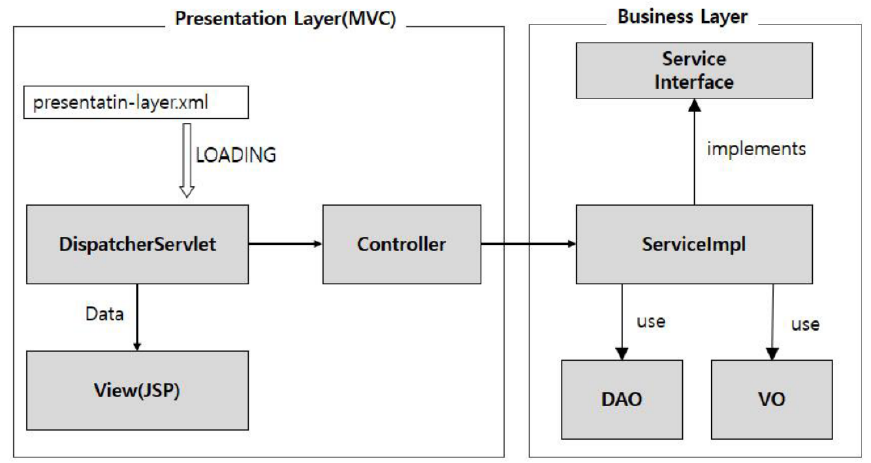 Presentation Layer(MVC)
presentatin-layer.xml
LOADING
DispatcherServlet
Controller
Data
View(JSP)
Business Layer
Service
Interface
implements
ServiceImpl
use
use
DAO
VO